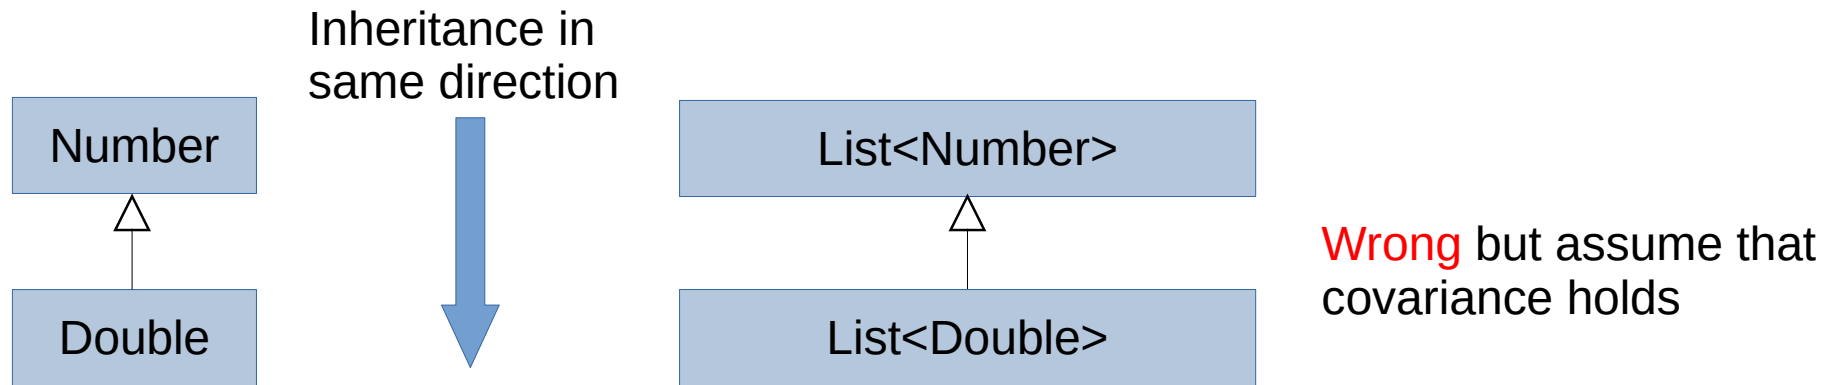 Inheritance in
same direction
Number
List<Number>
Wrong but assume that
covariance holds
Double
List<Double>